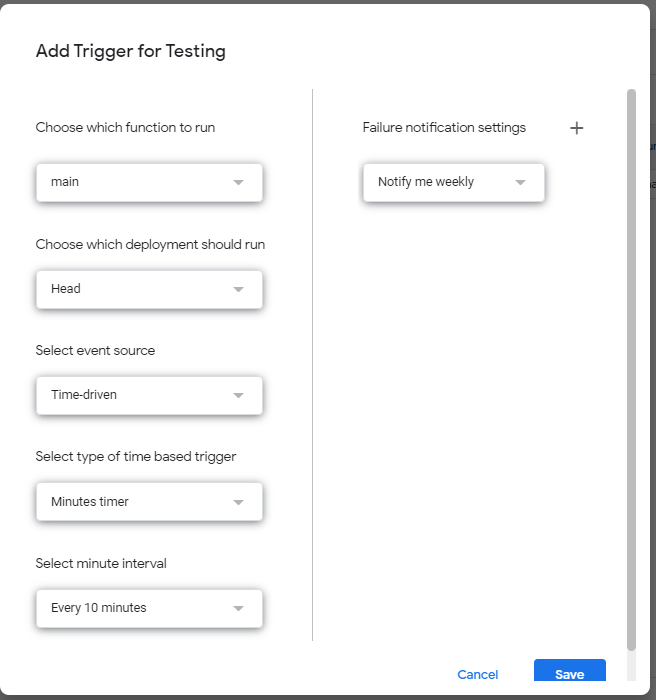 Add Trigger for Testing
Choose which function to run
main
Choose which deployment should run
Head
Select event source
Time-driven
Select type of time based trigger
Minutes timer
Select minute interval
Every 10 minutes
Failure notification settings
Notify me weekly
Cancel
Save